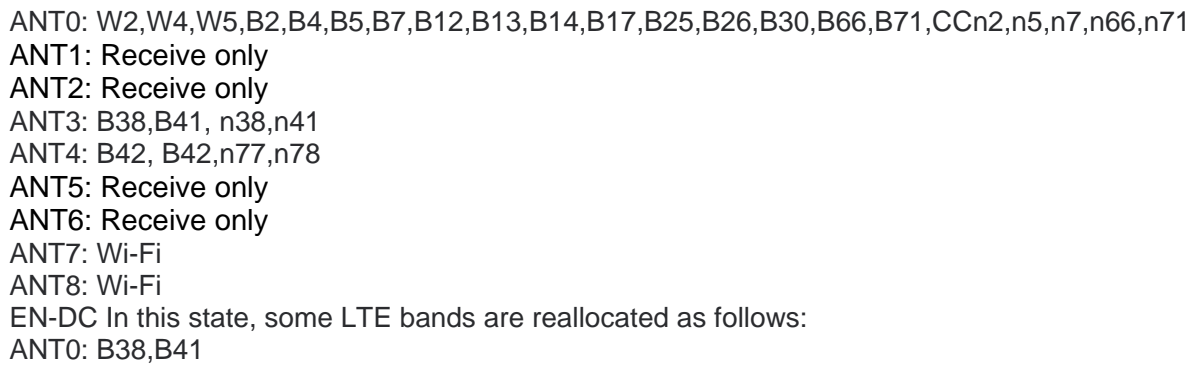 ANT0: W2,W4,W5,B2,B4,B5,B7,B12,B13,B14,B17,B25,B26,B30,B66,B71,CCn2,n5,n7,n66,n71
ANT1: Receive only
ANT2: Receive only
ANT3: B38,B41, n38,n41
ANT4: B42, B42,n77,n78
ANT5: Receive only
ANT6: Receive only
ANT7: Wi-Fi
ANT8: Wi-Fi
EN-DC In this state, some LTE bands are reallocated as follows:
ANT0: B38,B41